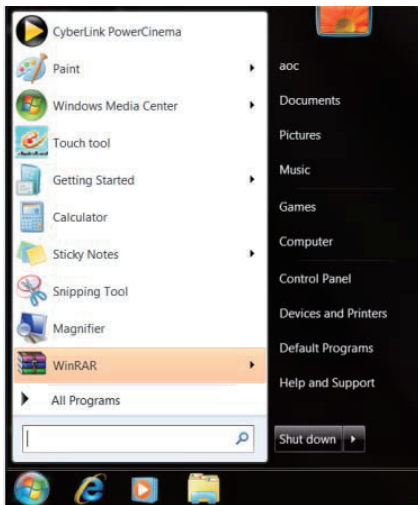 CyberLink PowerCinema
Paint
Windows Media Center
Touch tool
Getting Started
Calculator
Sticky Notes
Snipping Tool
Magnifier
WinRAR
All Programs
aoc
Documents
Pictures
Music
Games
Computer
Control Panel
Devices and Printers
Default Programs
Help and Support
Shut down